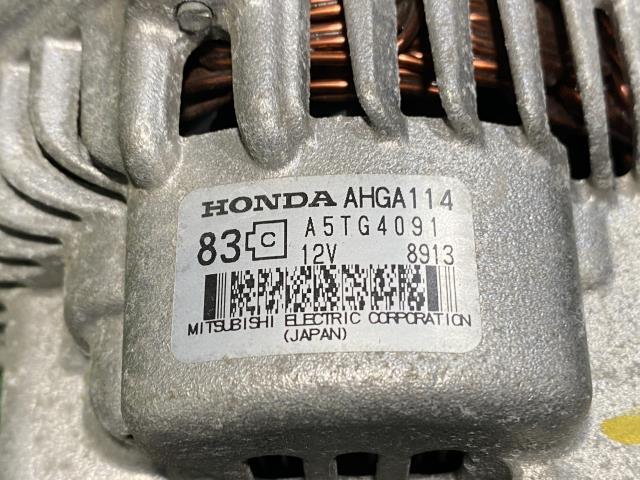 HONDA AHGA114
83 C A5TG4091
12V 8913
MITSUBISHI ELECTRIC CORPORATION
(JAPAN)